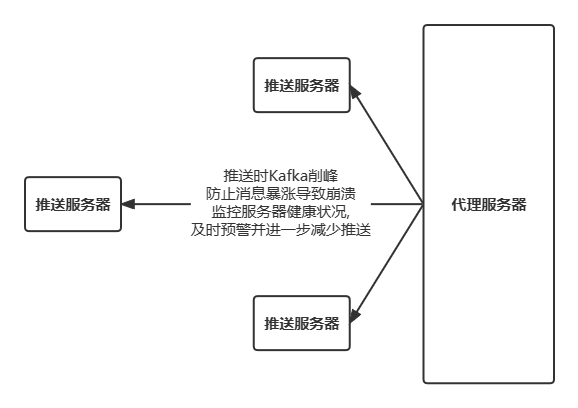 推送服务器
推送时Kafka削峰
防止消息暴涨导致崩溃
监控服务器健康状况,
及时预警并进一步减少推送
推送服务器
代理服务器
推送服务器